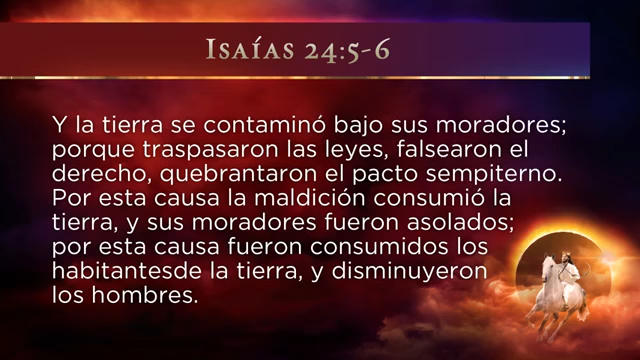 Isaías 24:5-6
Y la tierra se contaminó bajo sus moradores;
porque traspasaron las leyes, falsearon el
derecho, quebrantaron el pacto sempiterno.
Por esta causa la maldición consumió la
tierra, y sus moradores fueron asolados;
por esta causa fueron consumidos los
habitantesde la tierra, y disminuyeron
los hombres.